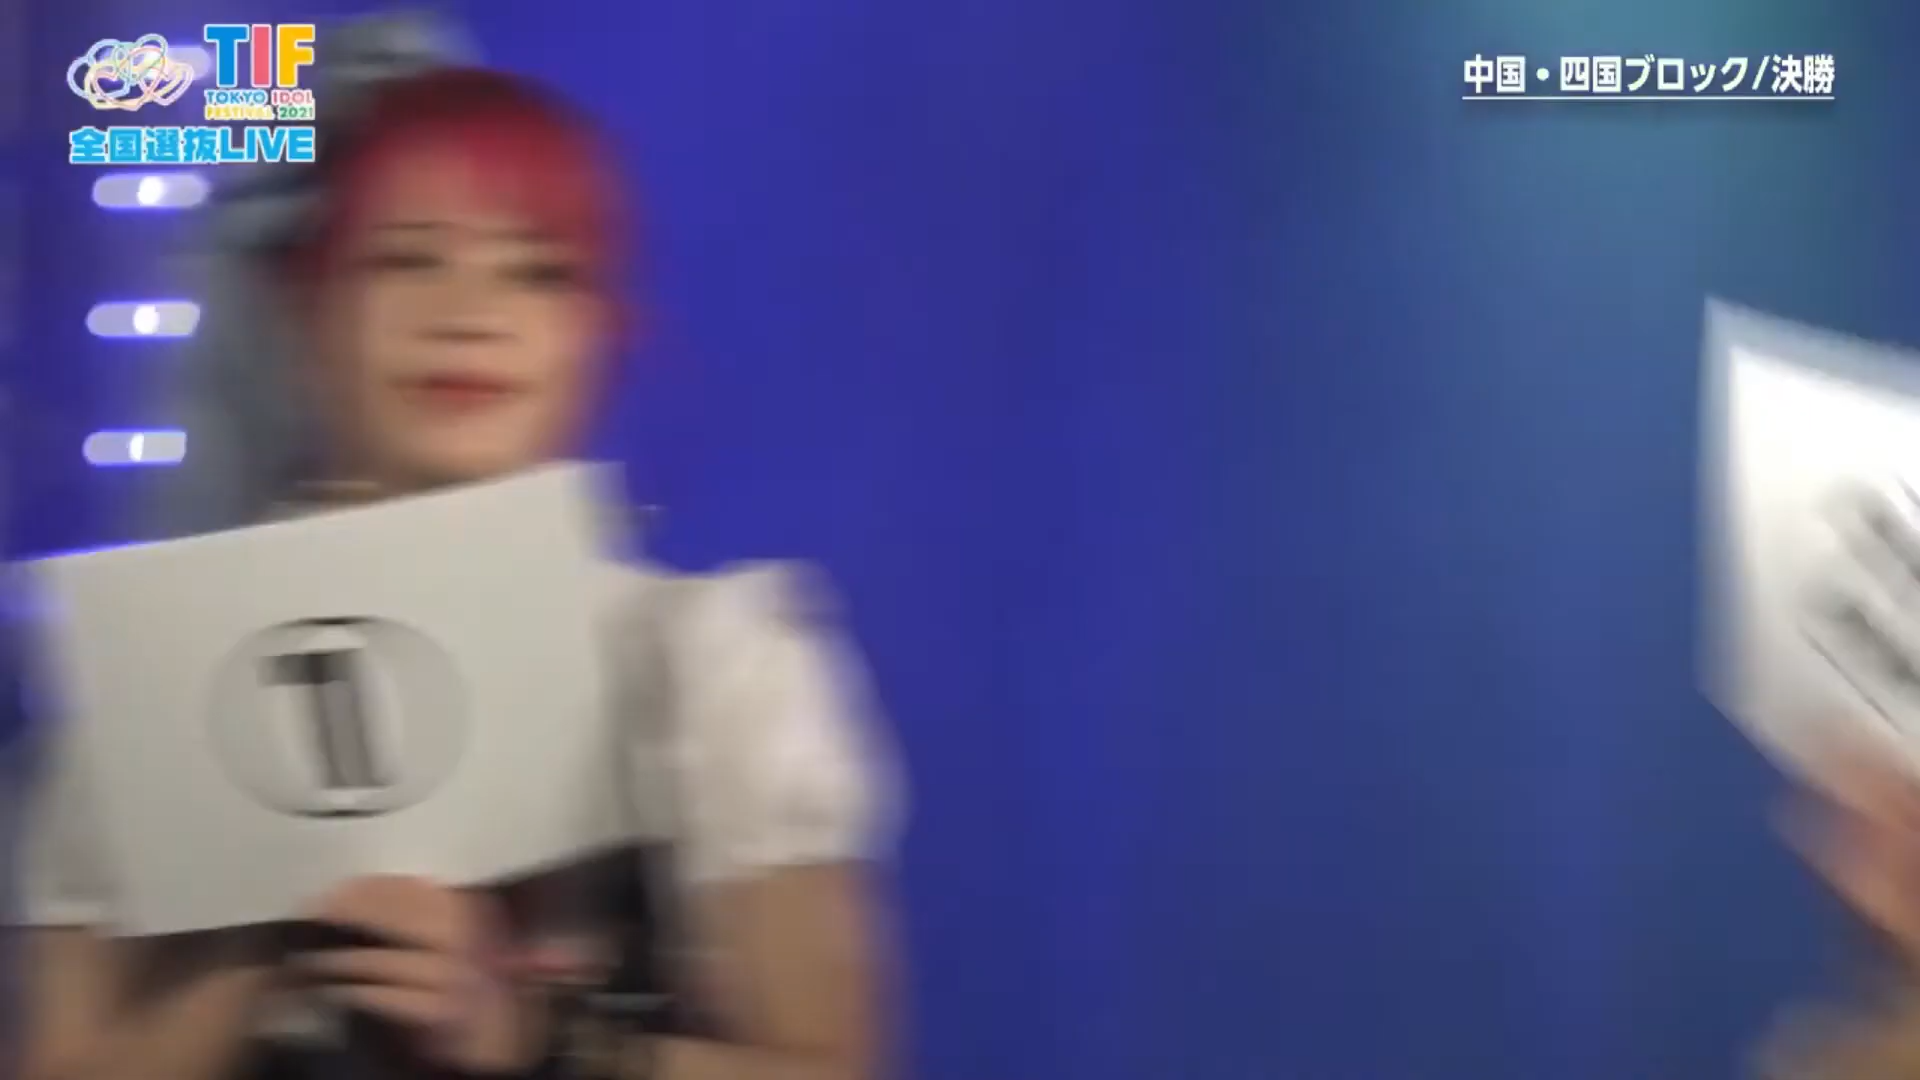 TIF
TOKYO IDOL
FESTIVAL 2021
全国選抜LIVE
中国・四国ブロック/決勝
1